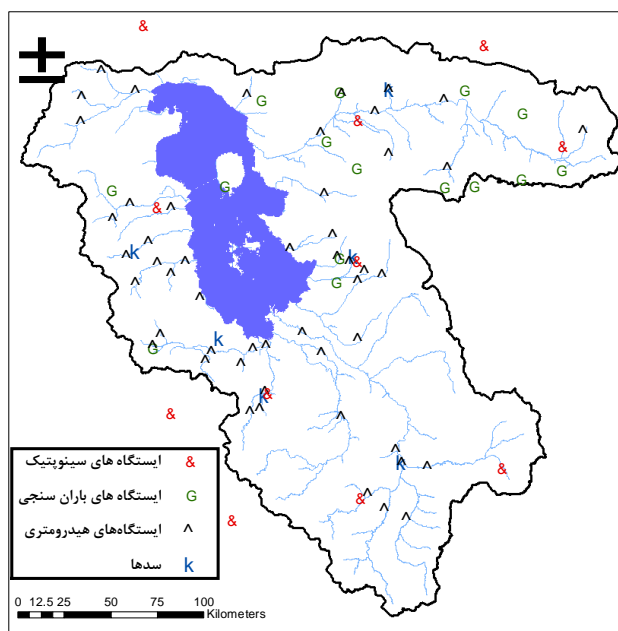 ایستگاه های سینوپتیک &
ایستگاه های باران سنجی G
ایستگاه‌های هیدرومتری ^
سدها k
0 12.5 25 50 75 100
Kilometers